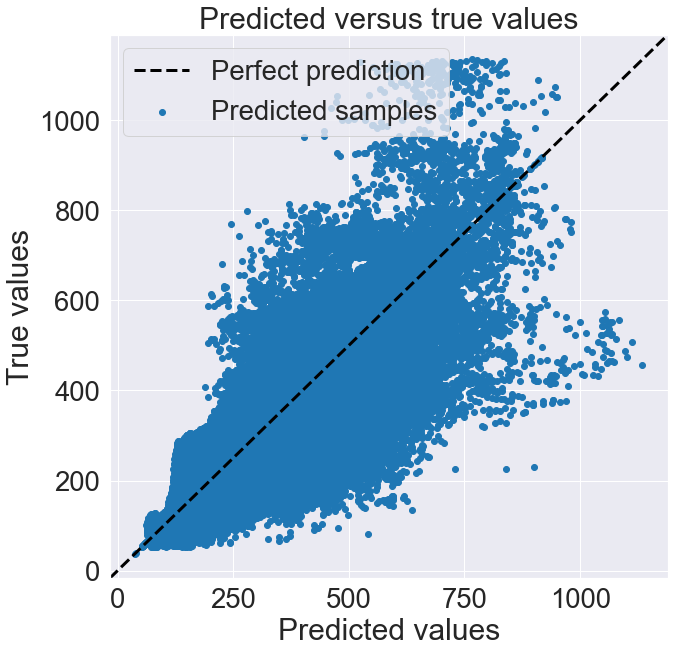 Predicted versus true values
Perfect prediction
Predicted samples
True values
1000
800
600
400
200
0
0 250 500 750 1000
Predicted values